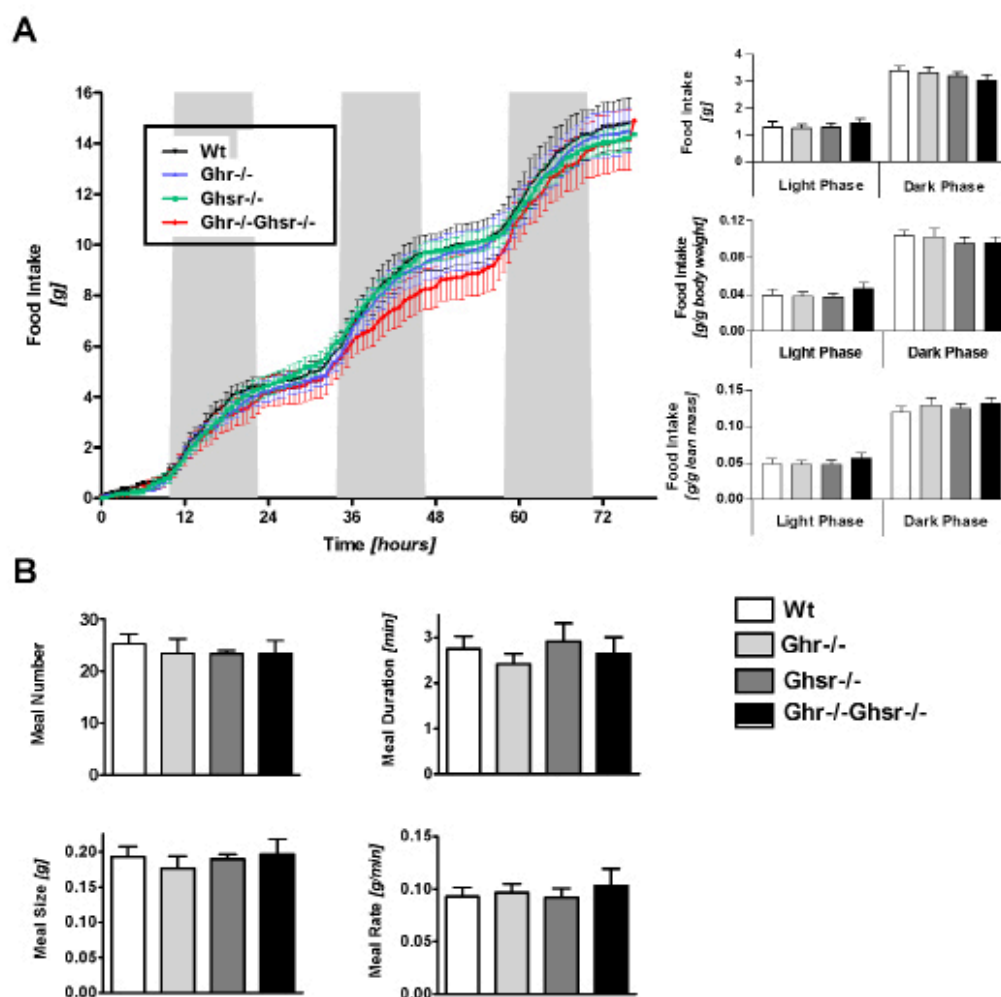 A
Food Intake
[g]
16
14
12
10
8
6
4
2
0
Wt
Ghr-/-
Ghsr-/-
Ghr-/-Ghsr-/-
0 12 24 36 48 60 72
Time [hours]
Food Intake
[g]
4
3
2
1
0
Light Phase Dark Phase
Food Intake
[g/g body weight]
0.12
0.08
0.04
0.00
Light Phase Dark Phase
Food Intake
[g/g lean mass]
0.15
0.10
0.05
0.00
Light Phase Dark Phase
B
Meal Number
30
20
10
0
Meal Duration [min]
3
2
1
0
Wt
Ghr-/-
Ghsr-/-
Ghr-/-Ghsr-/-
Meal Size [g]
0.20
0.15
0.10
0.05
0.00
Meal Rate [g/min]
0.15
0.10
0.05
0.00